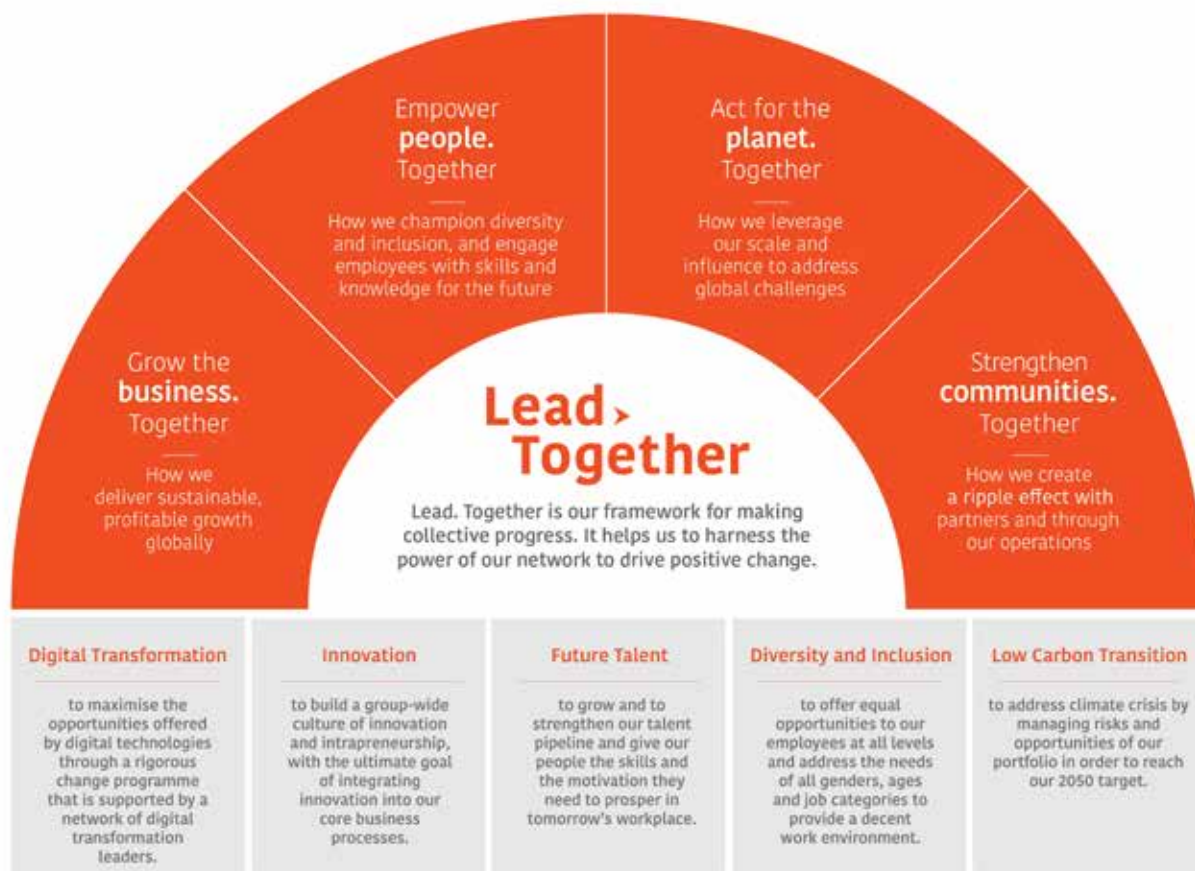 Empower
people.
Together
How we champion diversity
and inclusion, and engage
employees with skills and
knowledge for the future
Act for the
planet.
Together
How we leverage
our scale and
influence to address
global challenges
Grow the
business.
Together
How we
deliver sustainable,
profitable growth
globally
Strengthen
communities.
Together
How we create
a ripple effect with
partners and through
our operations
Lead
Together
Lead. Together is our framework for making
collective progress. It helps us to harness the
power of our network to drive positive change.
Digital Transformation
to maximise the
opportunities offered
by digital technologies
through a rigorous
change programme
that is supported by a
network of digital
transformation
leaders.
Innovation
to build a group-wide
culture of innovation
and intrapreneurship,
with the ultimate goal
of integrating
innovation into our
core business
processes.
Future Talent
to grow and to
strengthen our talent
pipeline and give our
people the skills and
the motivation they
need to prosper in
tomorrow's workplace.
Diversity and Inclusion
to offer equal
opportunities to our
employees at all levels
and address the needs
of all genders, ages
and job categories to
provide a decent
work environment.
Low Carbon Transition
to address climate crisis by
managing risks and
opportunities of our
portfolio in order to reach
our 2050 target.